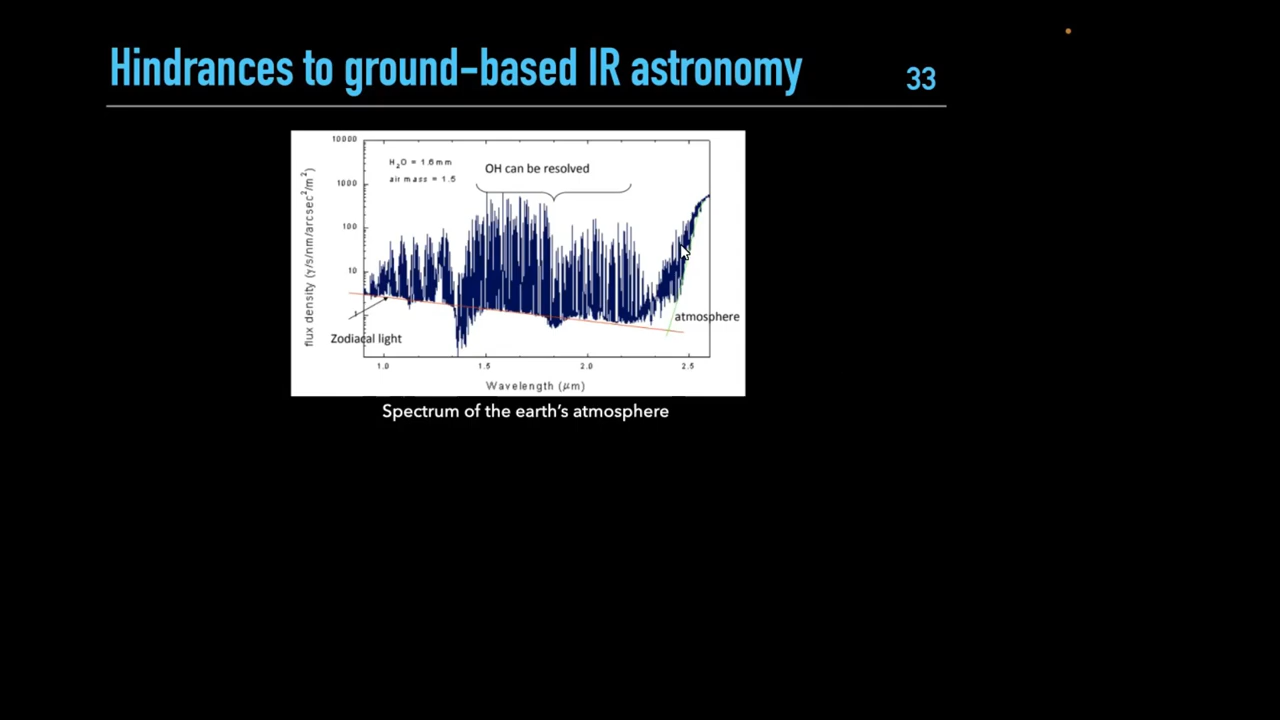 Hindrances to ground-based IR astronomy
33
10000
1000
100
10
1
H₂O = 1.6mm
air mass = 1.5
OH can be resolved
flux density (γ/s/nm/arcsec²/m²)
Zodiacal light
atmosphere
1.0 1.5 2.0 2.5
Wavelength (μm)
Spectrum of the earth's atmosphere